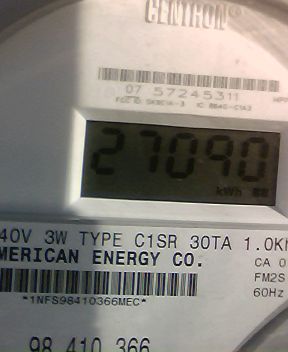 CENTRON®
07 57245311
27090
kWh
40V 3W TYPE C1SR 30TA 1.0Kh
MERICAN ENERGY CO.
CA 0
FM2S
*1NFS98410366MEC*
60Hz
98 410 366